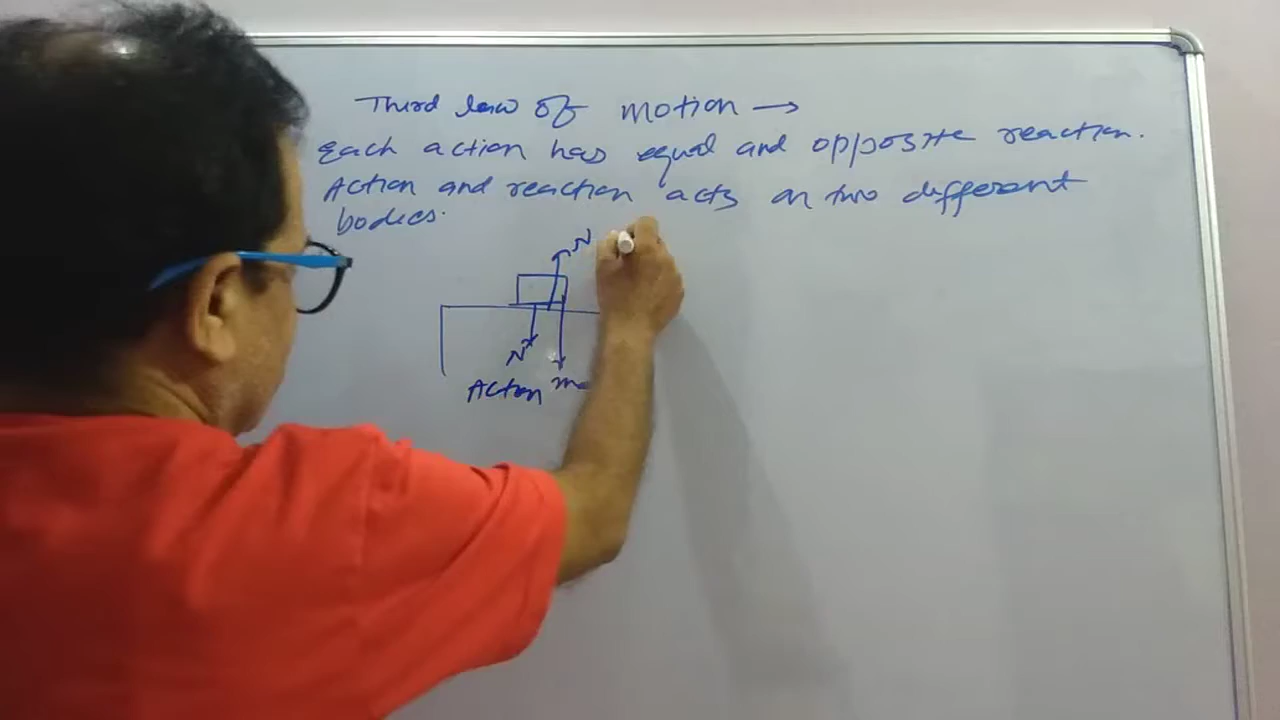 Third law of motion →
Each action has equal and opposite reaction.
Action and reaction acts on two different
bodies.
N
N
Action